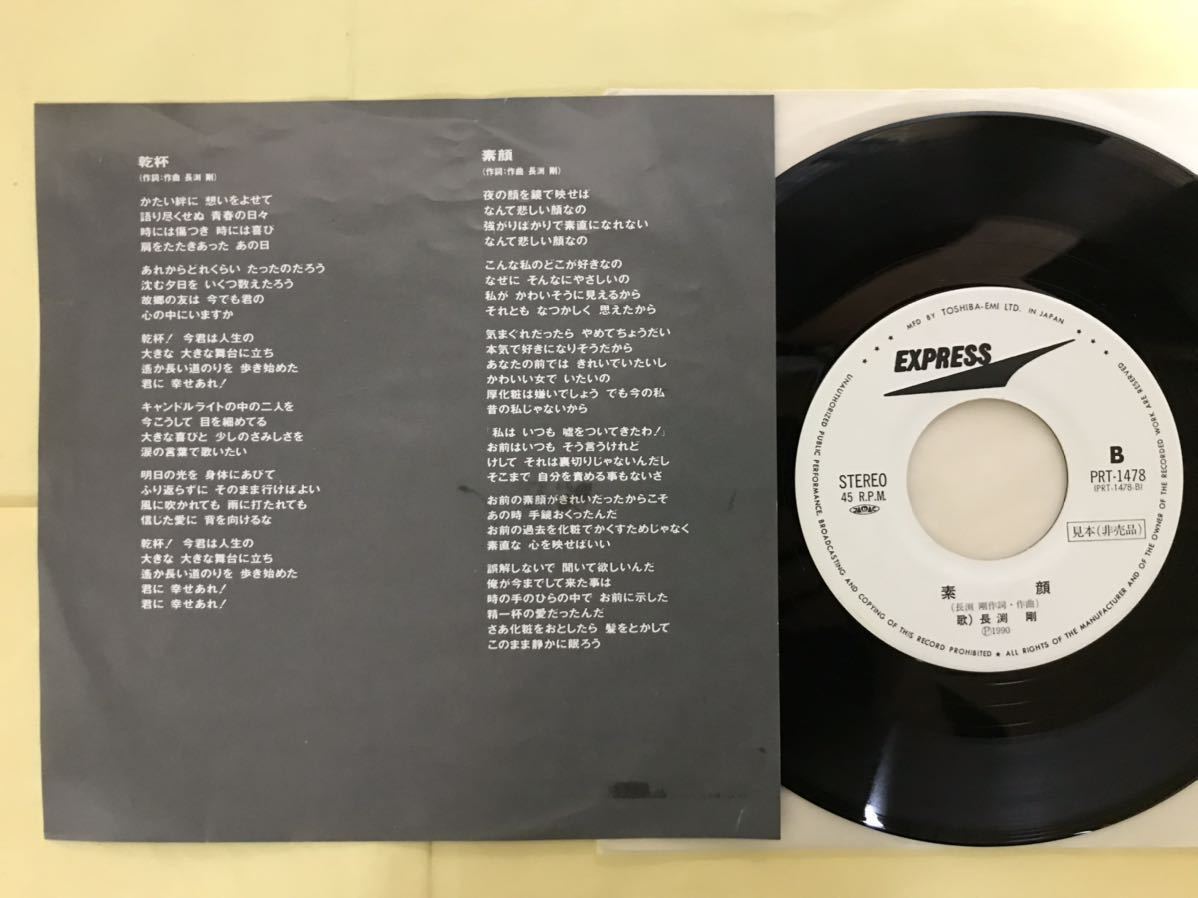 乾杯
(作詞:作曲 長渕 剛)
かたい絆に 想いをよせて
語り尽くせぬ 青春の日々
時には傷つき 時には喜び
肩をたたきあった あの日
あれからどれくらい たったのだろう
沈む夕日を いくつ数えたろう
故郷の友は 今でも君の
心の中にいますか
乾杯! 今君は人生の
大きな 大きな舞台に立ち
遙か長い道のりを 歩き始めた
君に 幸せあれ!
キャンドルライトの中の二人を
今こうして 目を細めてる
大きな喜びと 少しのさみしさを
涙の言葉で歌いたい
明日の光を 身体にあびて
ふり返らずに そのまま行けばよい
風に吹かれても 雨に打たれても
信じた愛に 背を向けるな
乾杯! 今君は人生の
大きな 大きな舞台に立ち
遙か長い道のりを 歩き始めた
君に 幸せあれ!
君に 幸せあれ!
素顔
(作詞:作曲 長渕 剛)
夜の顔を鏡で映せば
なんて悲しい顔なの
強がりばかりで素直になれない
なんて悲しい顔なの
こんな私のどこが好きなの
なぜに そんなにやさしいの
私が かわいそうに見えるから
それとも なつかしく 思えたから
気まぐれだったら やめてちょうだい
本気で好きになりそうだから
あなたの前では きれいでいたいし
かわいい女で いたいの
厚化粧は嫌いでしょう でも今の私
昔の私じゃないから
「私は いつも 嘘をついてきたわ!」
お前はいつも そう言うけれど
けして それは裏切りじゃないんだし
そこまで 自分を責める事もないさ
お前の素顔がきれいだったからこそ
あの時 手鏡おくったんだ
お前の過去を化粧でかくすためじゃなく
素直な 心を映せばいい
誤解しないで 聞いて欲しいんだ
俺が今までして来た事は
時の手のひらの中で お前に示した
精一杯の愛だったんだ
さあ化粧をおとしたら 髪をとかして
このまま静かに眠ろう
MFD BY TOSHIBA-EMI LTD. IN JAPAN
EXPRESS
STEREO
45 R.P.M.
B
PRT-1478
(PRT-1478-B)
見本(非売品)
素 顔
(長渕 剛作詞・作曲)
歌) 長渕 剛
Ⓟ1990
UNAUTHORIZED PUBLIC PERFORMANCE, BROADCASTING AND COPYING OF THIS RECORD PROHIBITED ★ ALL RIGHTS OF THE MANUFACTURER AND OF THE OWNER OF THE RECORDED WORK ARE RESERVED